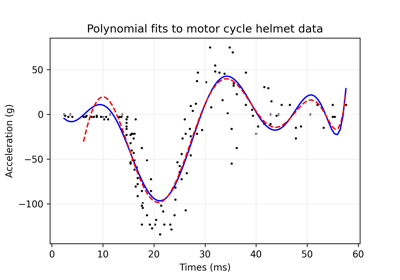 Polynomial fits to motor cycle helmet data
Acceleration (g)
50
0
−50
−100
0 10 20 30 40 50 60
Times (ms)